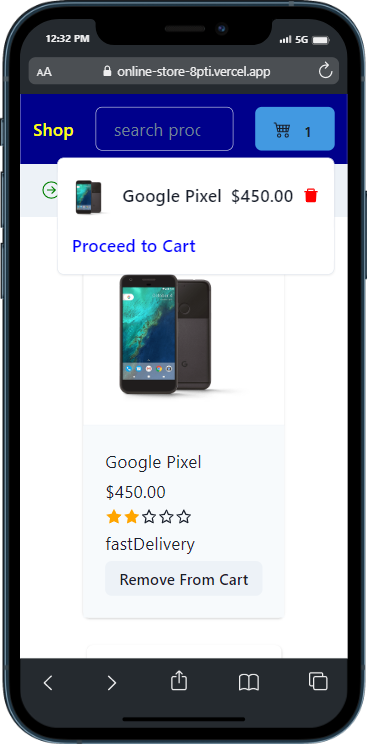 12:32 PM
5G
AA
online-store-8pti.vercel.app
Shop
search proc
1
Google Pixel $450.00
Proceed to Cart
Google Pixel
$450.00
fastDelivery
Remove From Cart